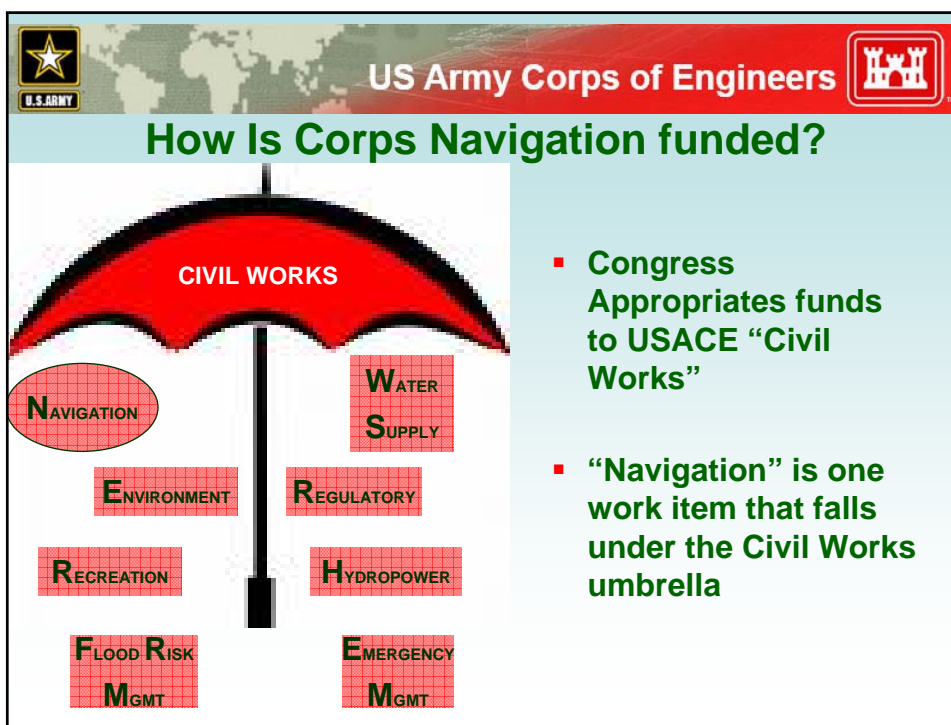 U.S.ARMY
US Army Corps of Engineers
How Is Corps Navigation funded?
CIVIL WORKS
NAVIGATION
WATER
SUPPLY
ENVIRONMENT
REGULATORY
RECREATION
HYDROPOWER
FLOOD RISK
MGMT
EMERGENCY
MGMT
▪ Congress
Appropriates funds
to USACE “Civil
Works”
▪ “Navigation” is one
work item that falls
under the Civil Works
umbrella